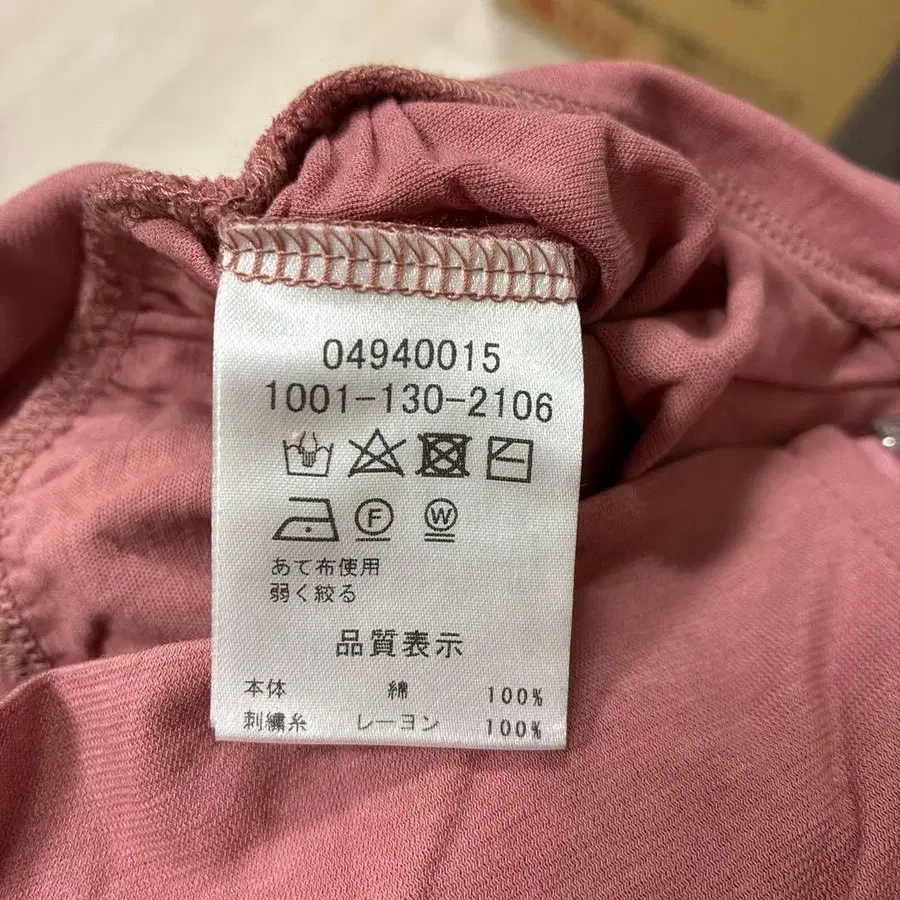 04940015
1001-130-2106
F W
あて布使用
弱く絞る
品質表示
本体 綿 100%
刺繍糸 レーヨン 100%